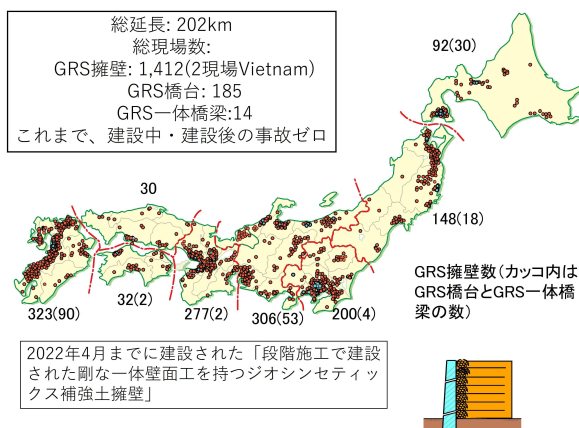 総延長: 202km
総現場数:
GRS擁壁: 1,412(2現場Vietnam)
GRS橋台: 185
GRS一体橋梁:14
これまで、建設中・建設後の事故ゼロ
92(30)
30
148(18)
GRS擁壁数(カッコ内は
GRS橋台とGRS一体橋
梁の数)
323(90)
32(2)
277(2)
306(53)
200(4)
2022年4月までに建設された「段階施工で建設
された剛な一体壁面工を持つジオシンセティッ
クス補強土擁壁」